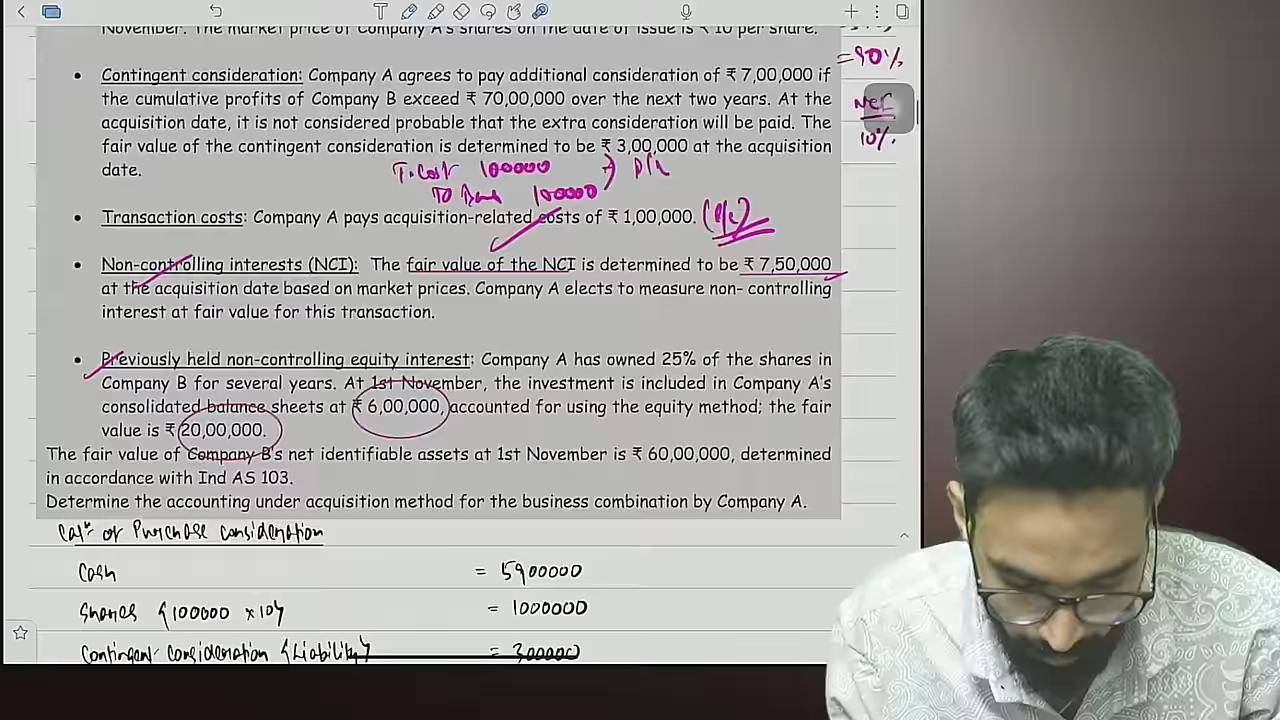 November. The market price of Company A's shares on the date of issue is ₹ 10 per share.
= 90%
• Contingent consideration: Company A agrees to pay additional consideration of ₹ 7,00,000 if
the cumulative profits of Company B exceed ₹ 70,00,000 over the next two years. At the
NCI
acquisition date, it is not considered probable that the extra consideration will be paid. The
10%
fair value of the contingent consideration is determined to be ₹ 3,00,000 at the acquisition
date.
T. Cost 100000
To Bank 100000
• Transaction costs: Company A pays acquisition-related costs of ₹ 1,00,000.
• Non-controlling interests (NCI): The fair value of the NCI is determined to be ₹ 7,50,000
at the acquisition date based on market prices. Company A elects to measure non- controlling
interest at fair value for this transaction.
• Previously held non-controlling equity interest: Company A has owned 25% of the shares in
Company B for several years. At 1st November, the investment is included in Company A's
consolidated balance sheets at ₹ 6,00,000, accounted for using the equity method; the fair
value is ₹ 20,00,000.
The fair value of Company B's net identifiable assets at 1st November is ₹ 60,00,000, determined
in accordance with Ind AS 103.
Determine the accounting under acquisition method for the business combination by Company A.
Calⁿ of Purchase consideration
Cash = 5900000
Shares {100000 x 10} = 1000000
Contingent consideration {Liability} = 300000